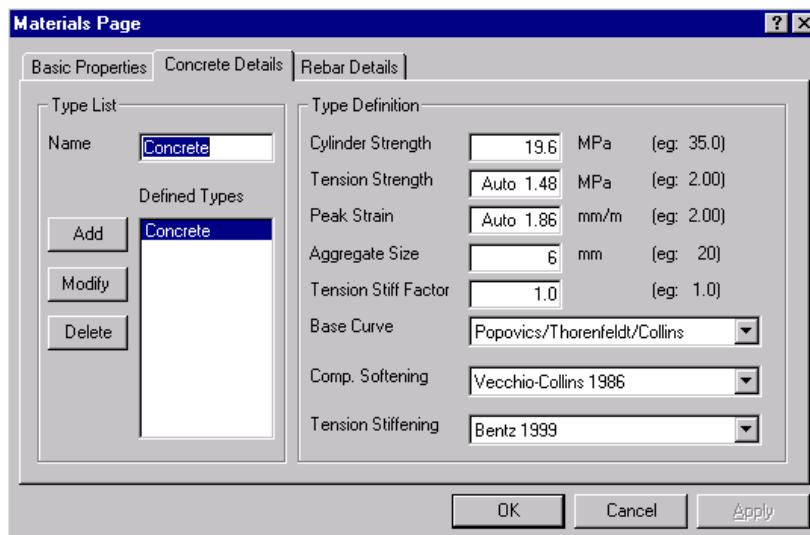 Materials Page
Basic Properties Concrete Details Rebar Details
Type List
Name Concrete
Defined Types
Concrete
Add
Modify
Delete
Type Definition
Cylinder Strength 19.6 MPa (eg: 35.0)
Tension Strength Auto 1.48 MPa (eg: 2.00)
Peak Strain Auto 1.86 mm/m (eg: 2.00)
Aggregate Size 6 mm (eg: 20)
Tension Stiff Factor 1.0 (eg: 1.0)
Base Curve Popovics/Thorenfeldt/Collins
Comp. Softening Vecchio-Collins 1986
Tension Stiffening Bentz 1999
OK Cancel Apply